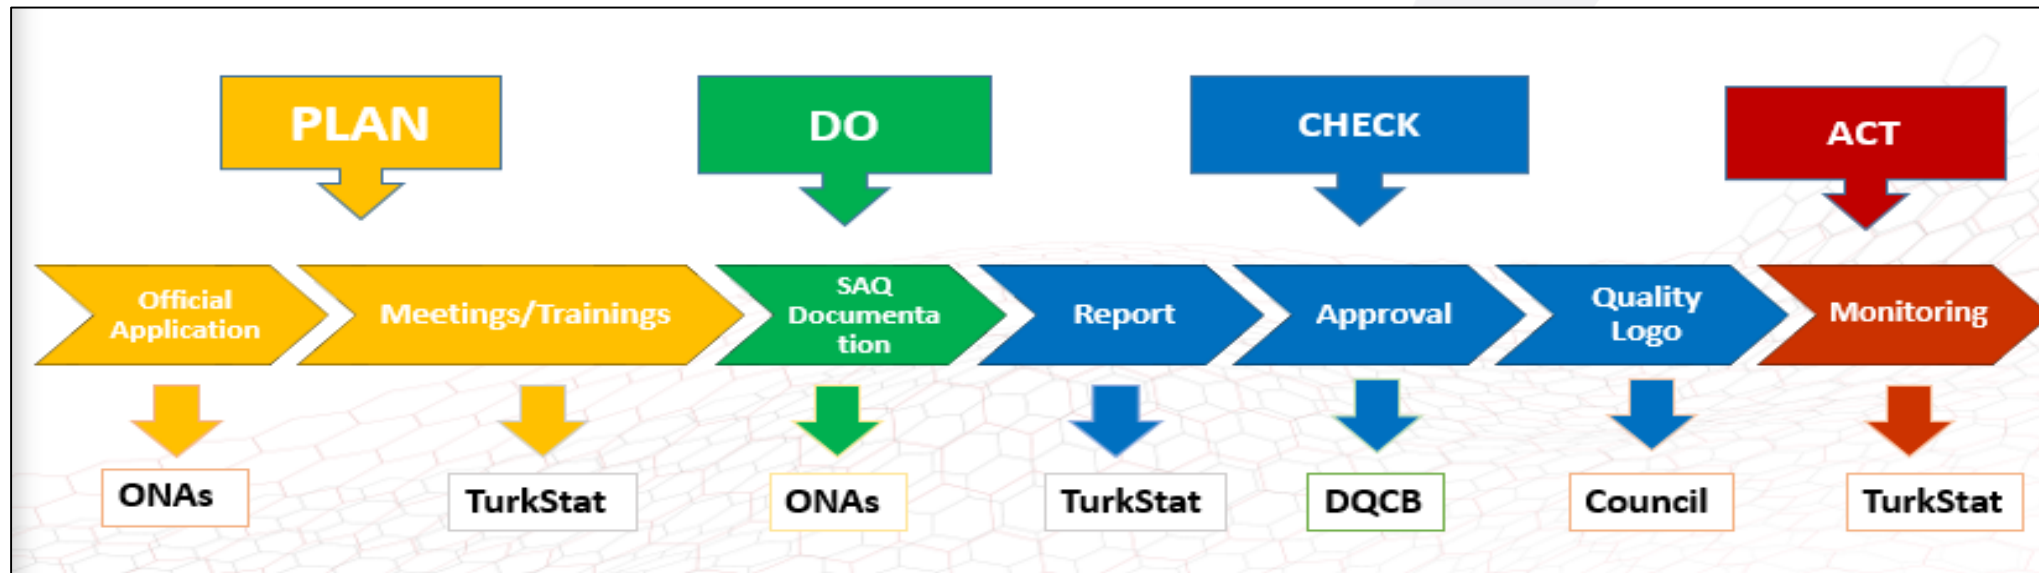 PLAN
DO
CHECK
ACT
Official
Application
Meetings/Trainings
SAQ
Documenta
tion
Report
Approval
Quality
Logo
Monitoring
ONAs
TurkStat
ONAs
TurkStat
DQCB
Council
TurkStat